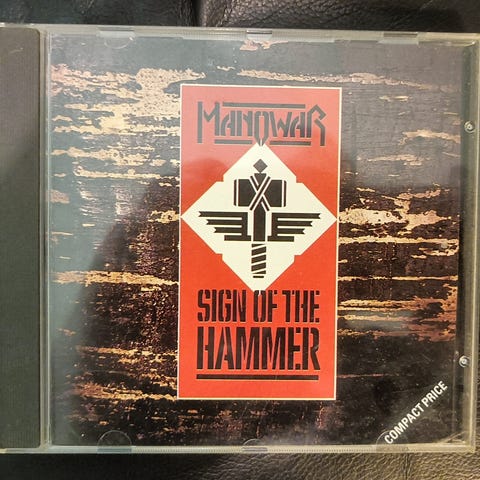 MANOWAR
SIGN OF THE
HAMMER
COMPACT PRICE